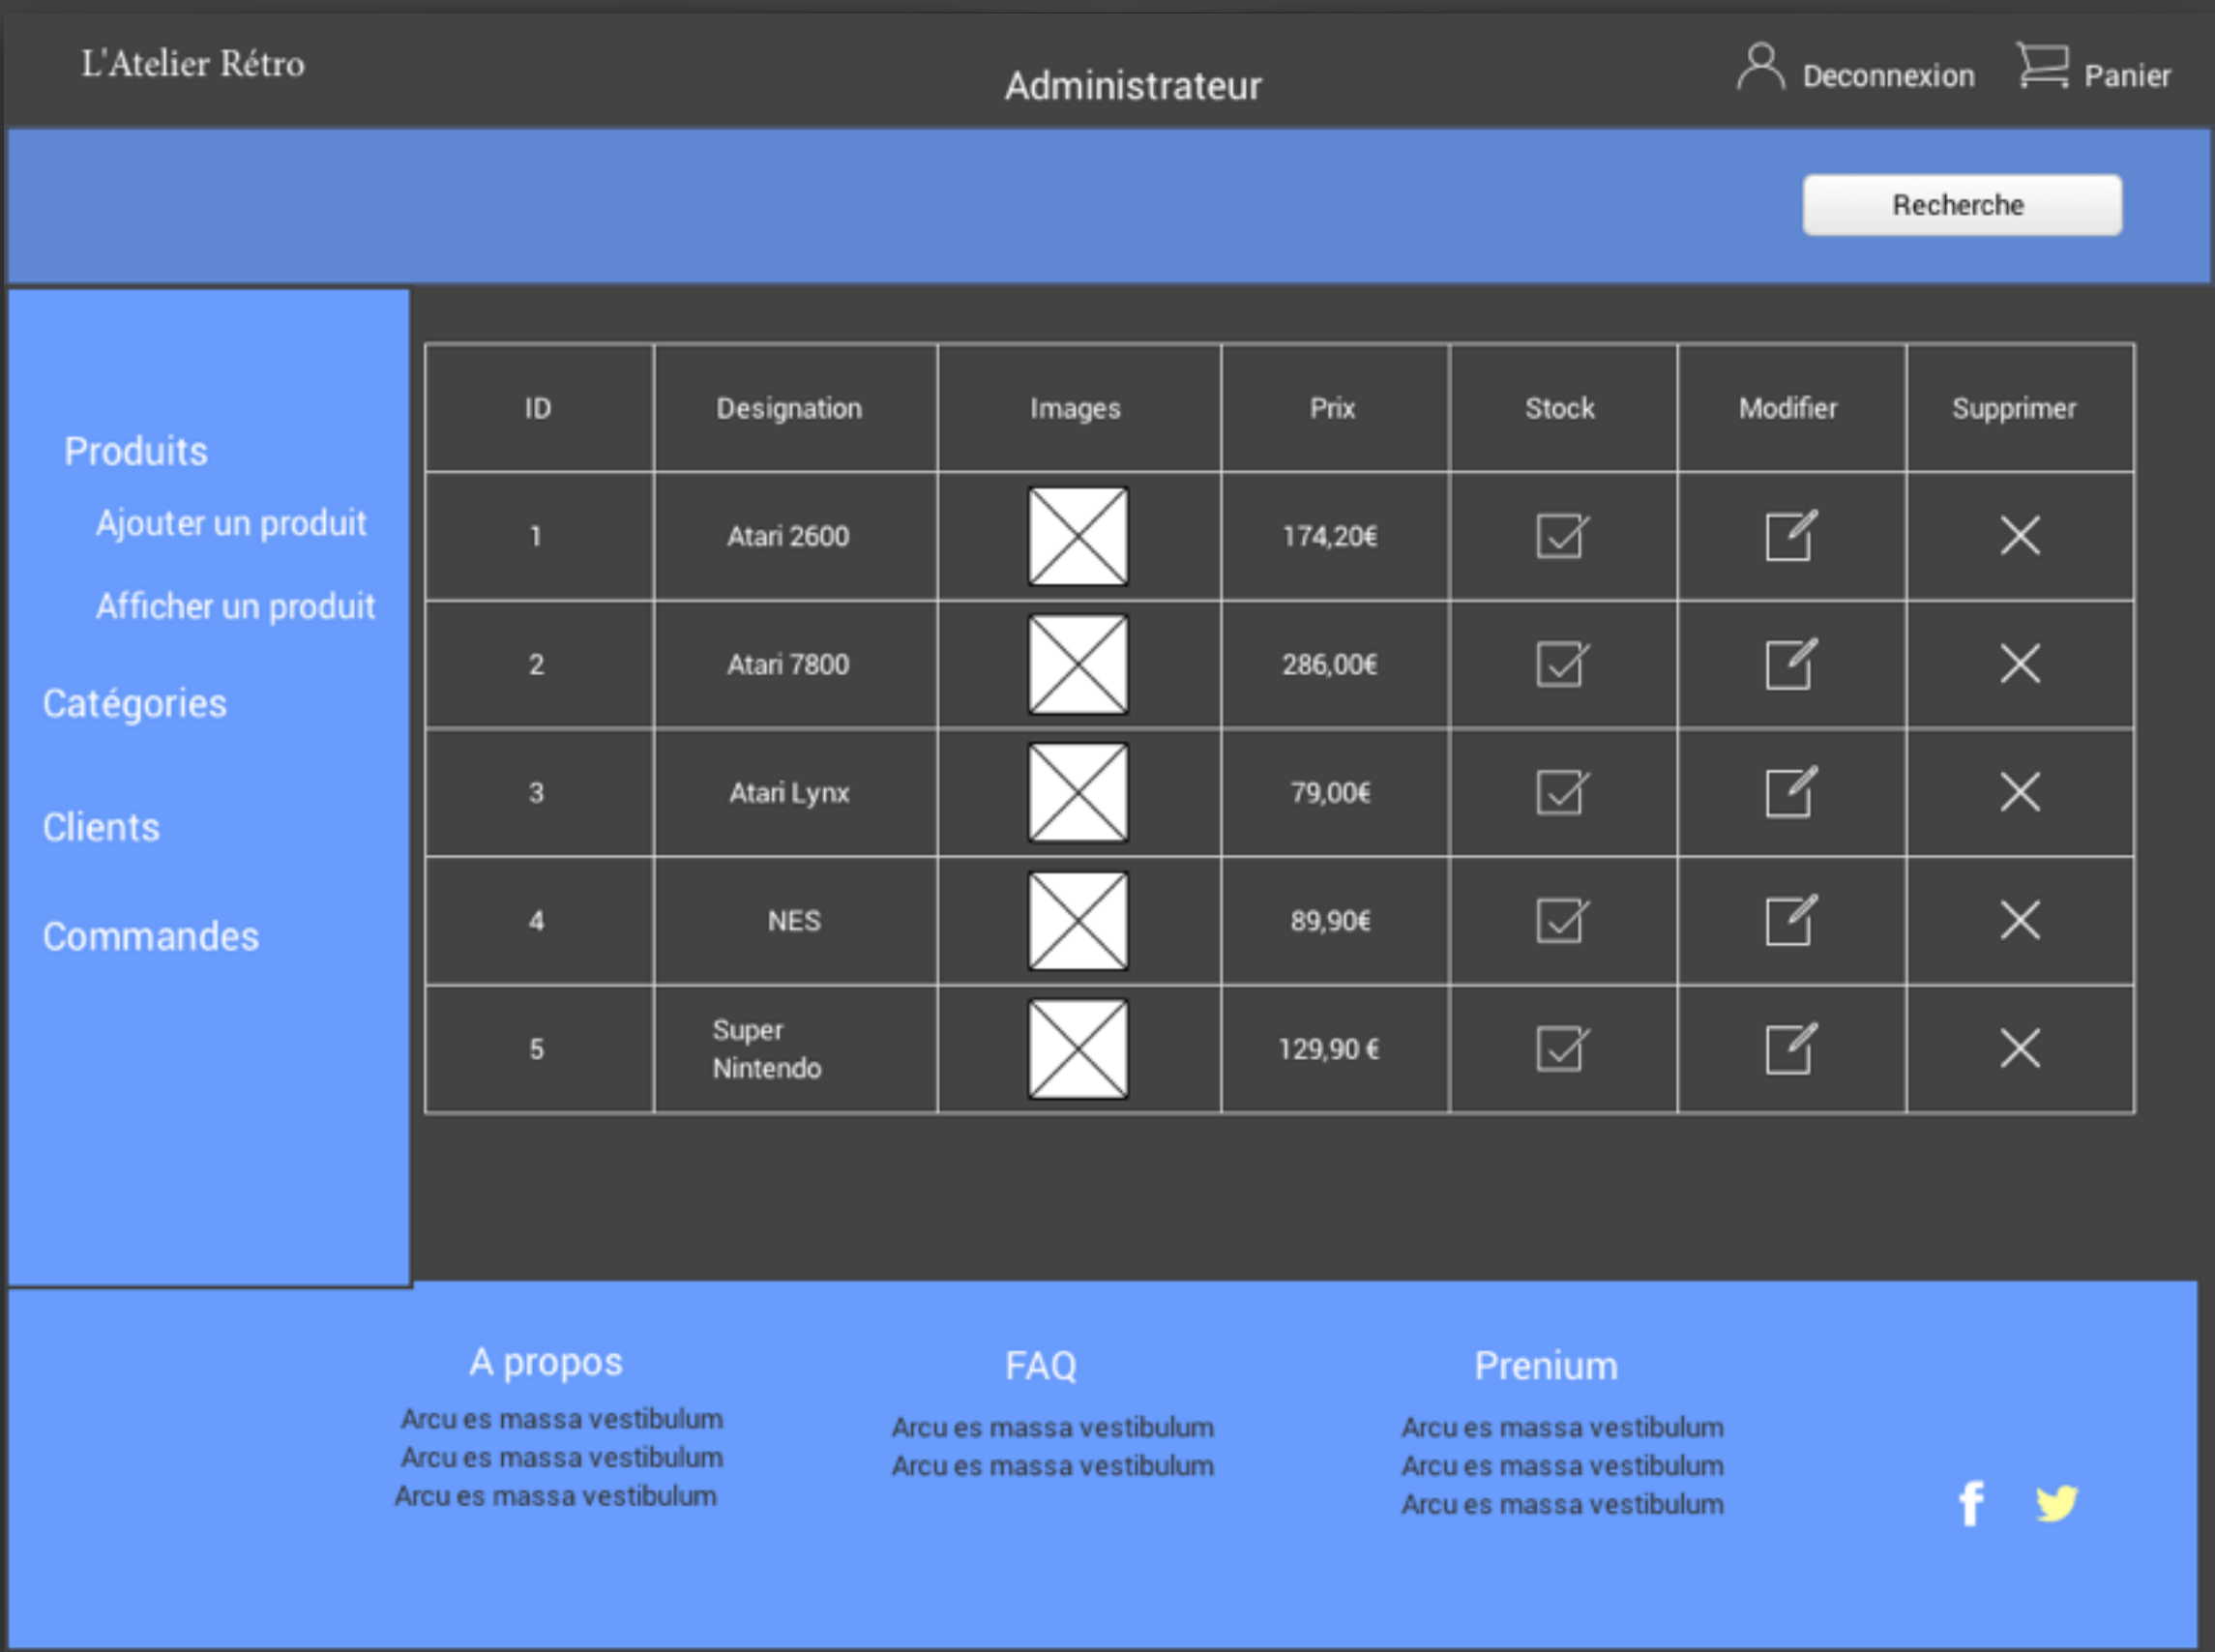 L'Atelier Rétro
Administrateur
Deconnexion
Panier
Recherche
Produits
Ajouter un produit
Afficher un produit
Catégories
Clients
Commandes
ID Designation Images Prix Stock Modifier Supprimer
1 Atari 2600 174,20€
2 Atari 7800 286,00€
3 Atari Lynx 79,00€
4 NES 89,90€
5 Super Nintendo 129,90 €
A propos
Arcu es massa vestibulum
Arcu es massa vestibulum
Arcu es massa vestibulum
FAQ
Arcu es massa vestibulum
Arcu es massa vestibulum
Prenium
Arcu es massa vestibulum
Arcu es massa vestibulum
Arcu es massa vestibulum